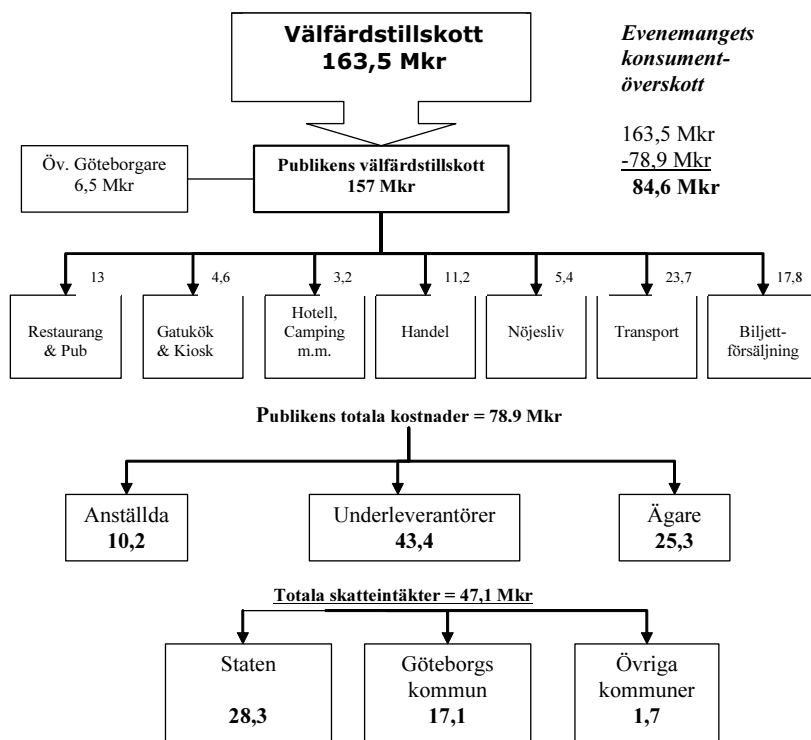 Välfärdstillskott
163,5 Mkr
Evenemangets
konsument-
överskott
163,5 Mkr
-78,9 Mkr
84,6 Mkr
Öv. Göteborgare
6,5 Mkr
Publikens välfärdstillskott
157 Mkr
13
4,6
3,2
11,2
5,4
23,7
17,8
Restaurang
& Pub
Gatukök
& Kiosk
Hotell,
Camping
m.m.
Handel
Nöjesliv
Transport
Biljett-
försäljning
Publikens totala kostnader = 78.9 Mkr
Anställda
10,2
Underleverantörer
43,4
Ägare
25,3
Totala skatteintäkter = 47,1 Mkr
Staten
28,3
Göteborgs
kommun
17,1
Övriga
kommuner
1,7